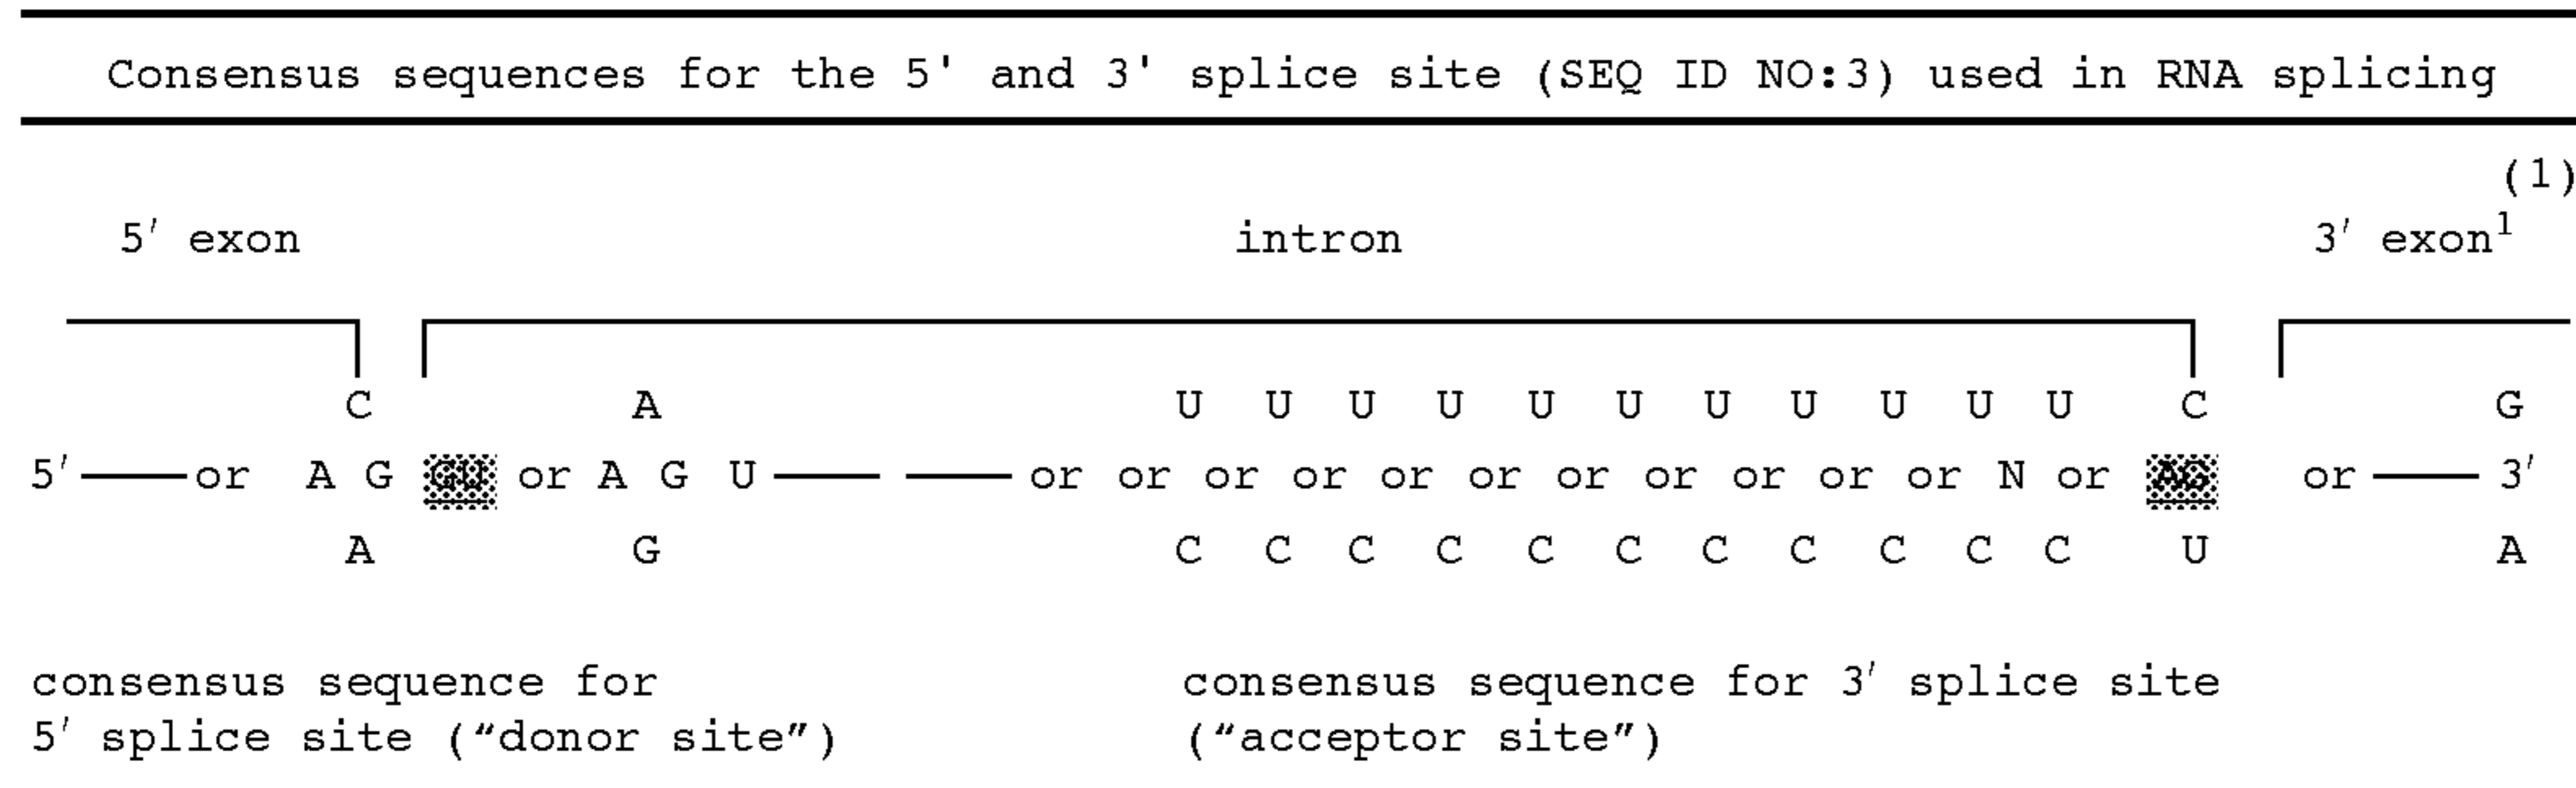 Consensus sequences for the 5' and 3' splice site (SEQ ID NO:3) used in RNA splicing
(1)
5′ exon intron 3′ exon¹
C A U U U U U U U U U U U C G
5′ or A G GU or A G U or or or or or or or or or or or N or AG or 3′
A G C C C C C C C C C C C U A
consensus sequence for consensus sequence for 3′ splice site
5′ splice site (“donor site”) (“acceptor site”)